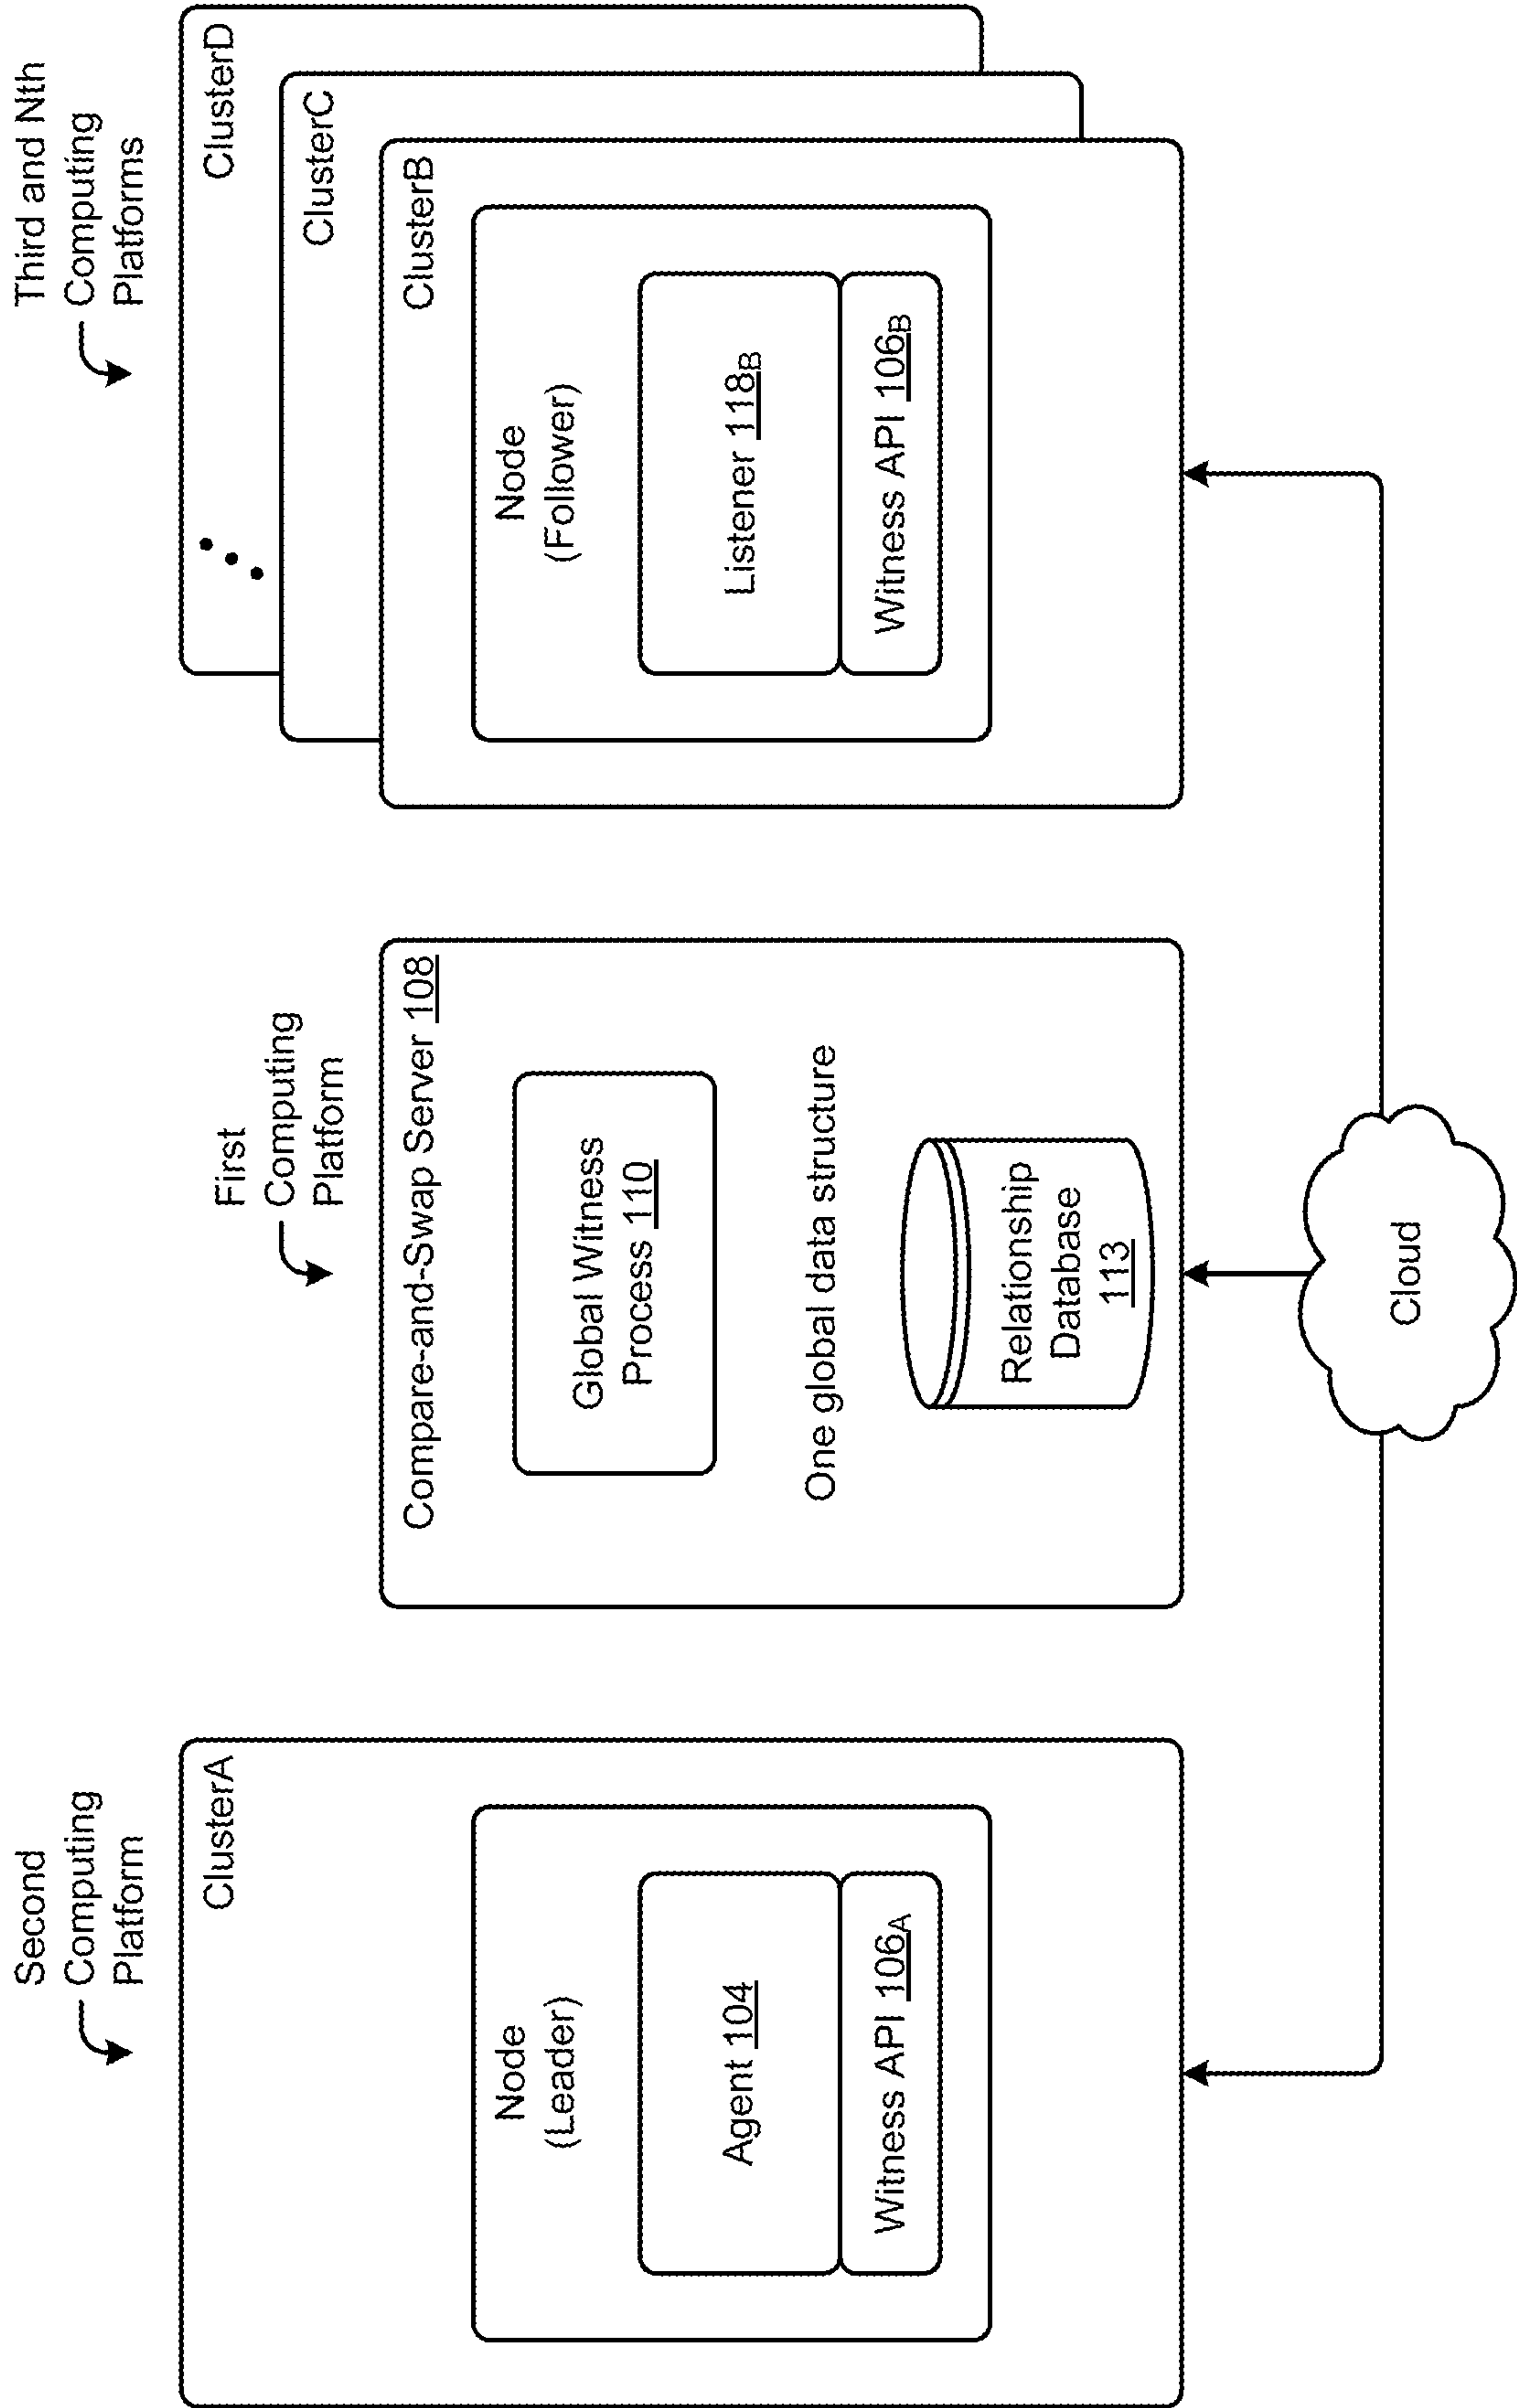 Second
Computing
Platform
ClusterA
Node
(Leader)
Agent 104
Witness API 106A
First
Computing
Platform
Compare-and-Swap Server 108
Global Witness
Process 110
One global data structure
Relationship
Database
113
Third and Nth
Computing
Platforms
ClusterD
ClusterC
ClusterB
Node
(Follower)
Listener 118B
Witness API 106B
Cloud